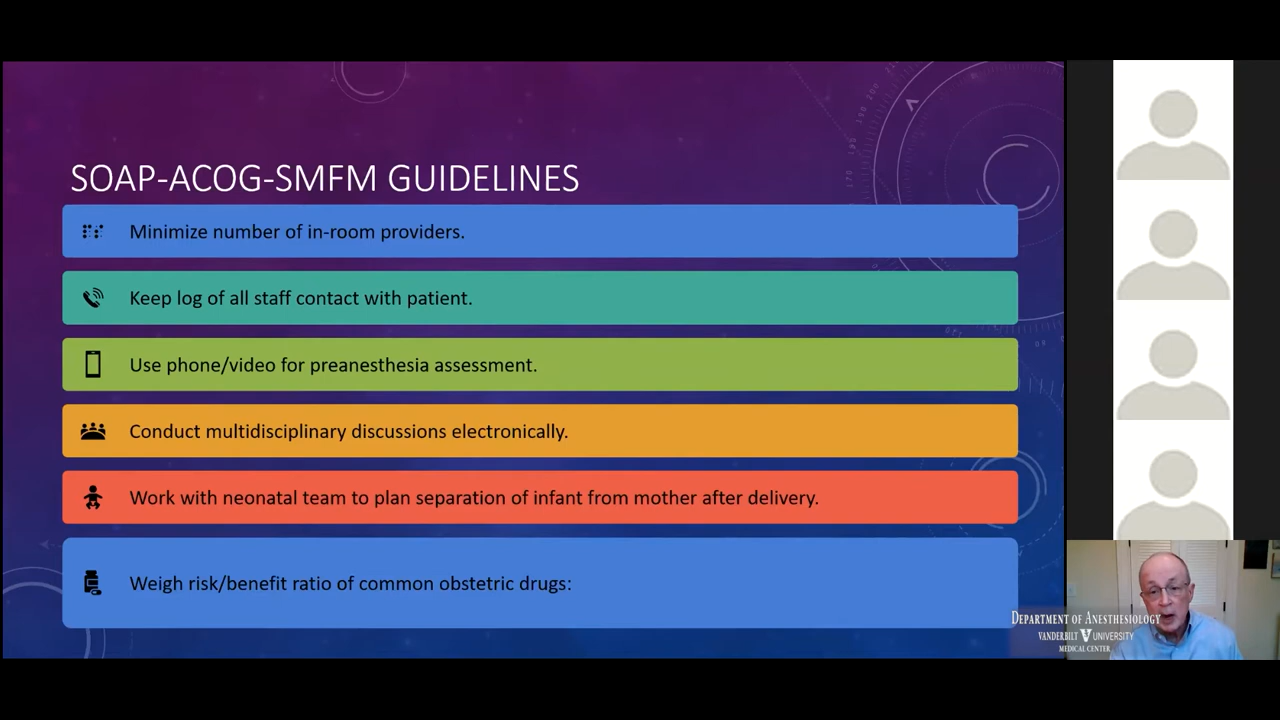 SOAP-ACOG-SMFM GUIDELINES
Minimize number of in-room providers.
Keep log of all staff contact with patient.
Use phone/video for preanesthesia assessment.
Conduct multidisciplinary discussions electronically.
Work with neonatal team to plan separation of infant from mother after delivery.
Weigh risk/benefit ratio of common obstetric drugs:
DEPARTMENT OF ANESTHESIOLOGY
VANDERBILT V UNIVERSITY
MEDICAL CENTER